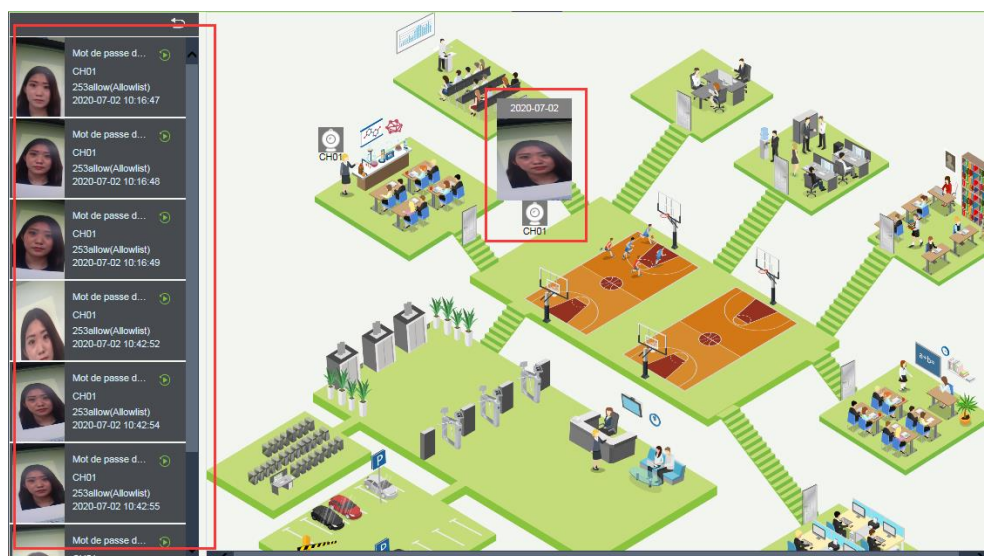 Mot de passe d...
CH01
253allow(Allowlist)
2020-07-02 10:16:47
Mot de passe d...
CH01
253allow(Allowlist)
2020-07-02 10:16:48
Mot de passe d...
CH01
253allow(Allowlist)
2020-07-02 10:16:49
Mot de passe d...
CH01
253allow(Allowlist)
2020-07-02 10:42:52
Mot de passe d...
CH01
253allow(Allowlist)
2020-07-02 10:42:54
Mot de passe d...
CH01
253allow(Allowlist)
2020-07-02 10:42:55
Mot de passe d...
CH01
2020-07-02
CH01
CH01
P
P